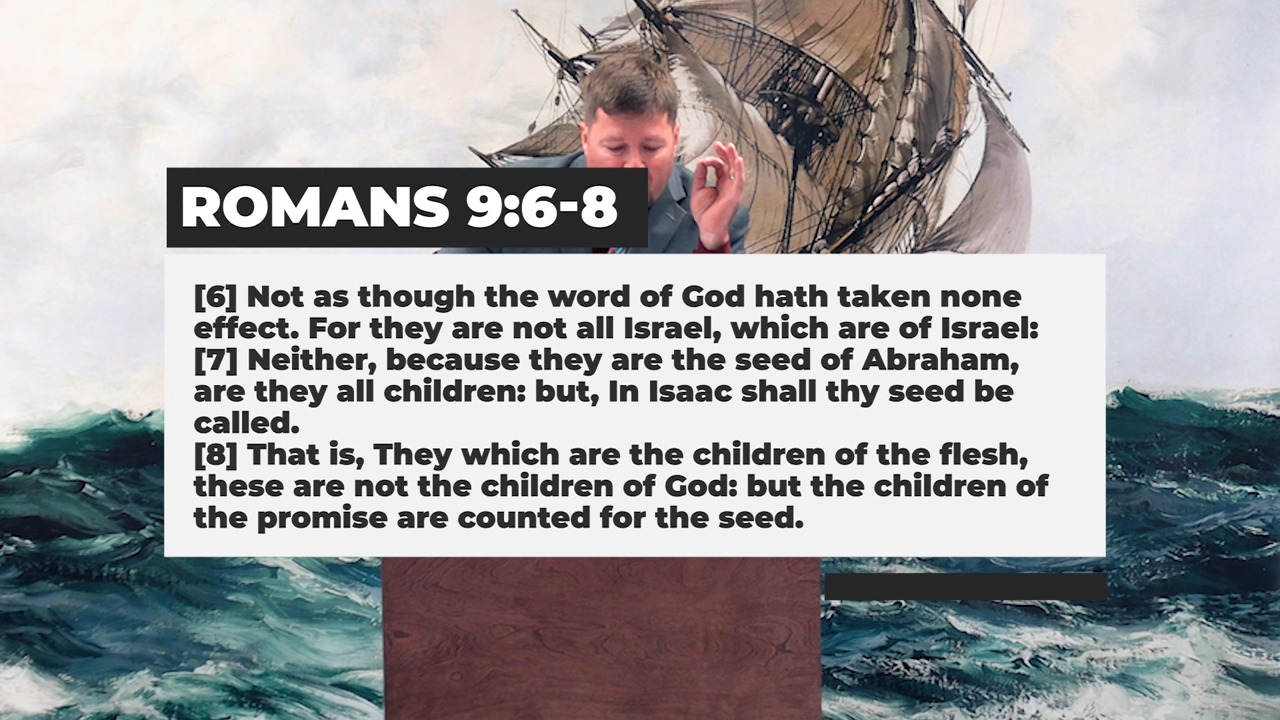 ROMANS 9:6-8
[6] Not as though the word of God hath taken none
effect. For they are not all Israel, which are of Israel:
[7] Neither, because they are the seed of Abraham,
are they all children: but, In Isaac shall thy seed be
called.
[8] That is, They which are the children of the flesh,
these are not the children of God: but the children of
the promise are counted for the seed.